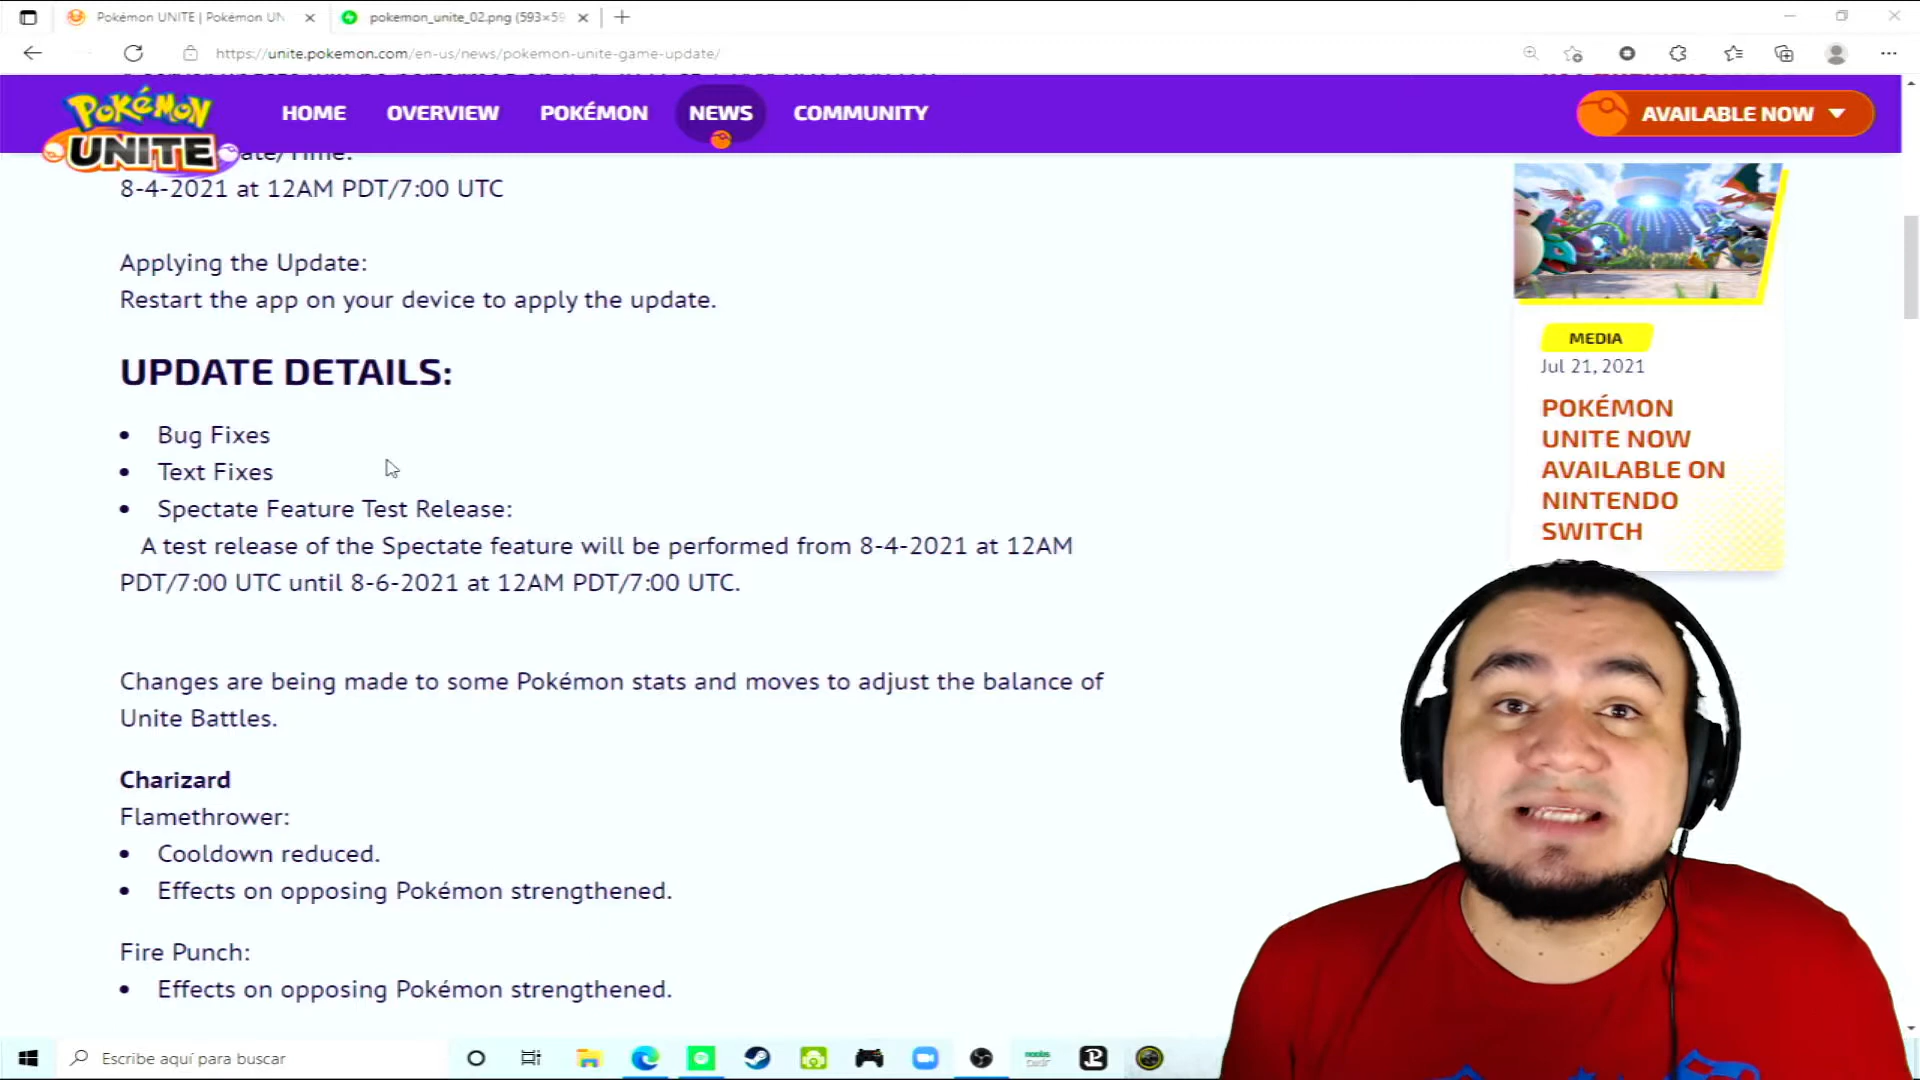 Pokémon UNITE | Pokémon UN
pokemon_unite_02.png (593×59
https://unite.pokemon.com/en-us/news/pokemon-unite-game-update/
POKéMON
UNITE
HOME
OVERVIEW
POKÉMON
NEWS
COMMUNITY
AVAILABLE NOW
8-4-2021 at 12AM PDT/7:00 UTC
Applying the Update:
Restart the app on your device to apply the update.
UPDATE DETAILS:
• Bug Fixes
• Text Fixes
• Spectate Feature Test Release:
A test release of the Spectate feature will be performed from 8-4-2021 at 12AM
PDT/7:00 UTC until 8-6-2021 at 12AM PDT/7:00 UTC.
Changes are being made to some Pokémon stats and moves to adjust the balance of
Unite Battles.
Charizard
Flamethrower:
• Cooldown reduced.
• Effects on opposing Pokémon strengthened.
Fire Punch:
• Effects on opposing Pokémon strengthened.
MEDIA
Jul 21, 2021
POKÉMON
UNITE NOW
AVAILABLE ON
NINTENDO
SWITCH
Escribe aquí para buscar